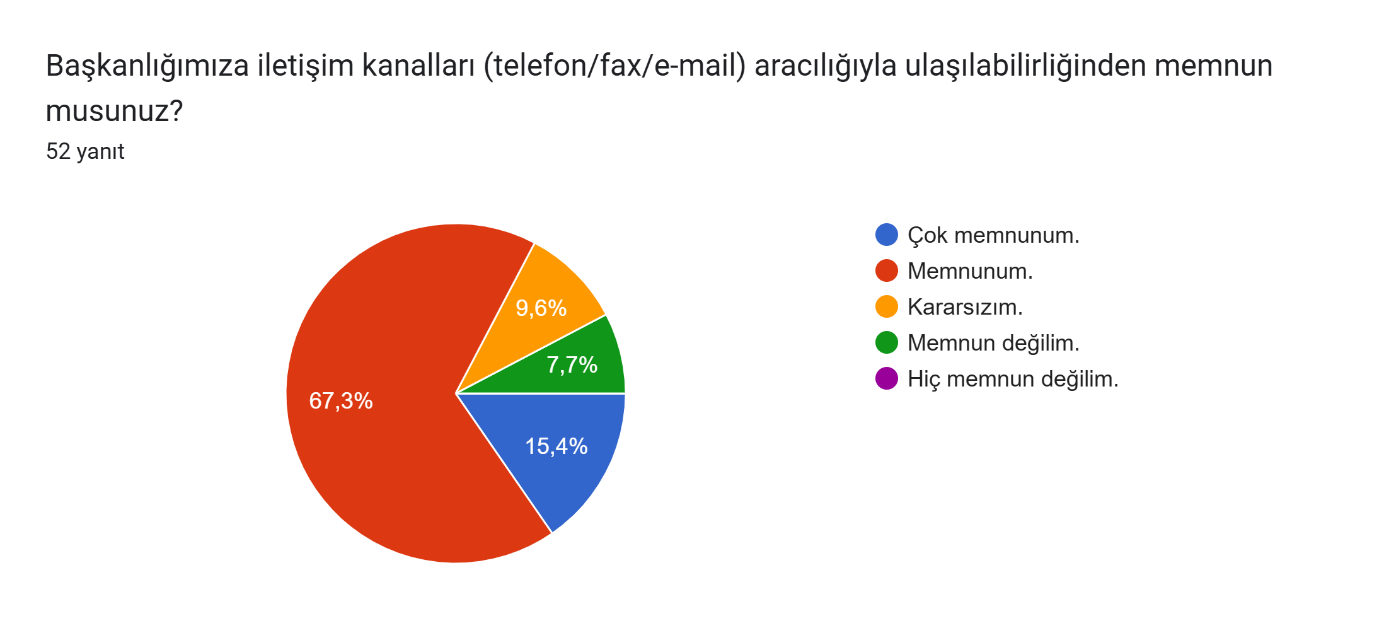 Başkanlığımıza iletişim kanalları (telefon/fax/e-mail) aracılığıyla ulaşılabilirliğinden memnun
musunuz?
52 yanıt
Çok memnunum.
Memnunum.
Kararsızım.
Memnun değilim.
Hiç memnun değilim.
9,6%
7,7%
67,3%
15,4%